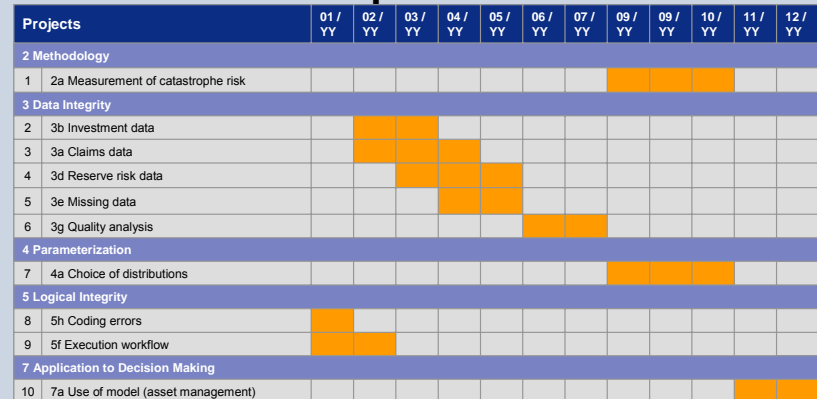 Projects
01 / YY 02 / YY 03 / YY 04 / YY 05 / YY 06 / YY 07 / YY 09 / YY 09 / YY 10 / YY 11 / YY 12 / YY
2 Methodology
1 2a Measurement of catastrophe risk
3 Data Integrity
2 3b Investment data
3 3a Claims data
4 3d Reserve risk data
5 3e Missing data
6 3g Quality analysis
4 Parameterization
7 4a Choice of distributions
5 Logical Integrity
8 5h Coding errors
9 5f Execution workflow
7 Application to Decision Making
10 7a Use of model (asset management)